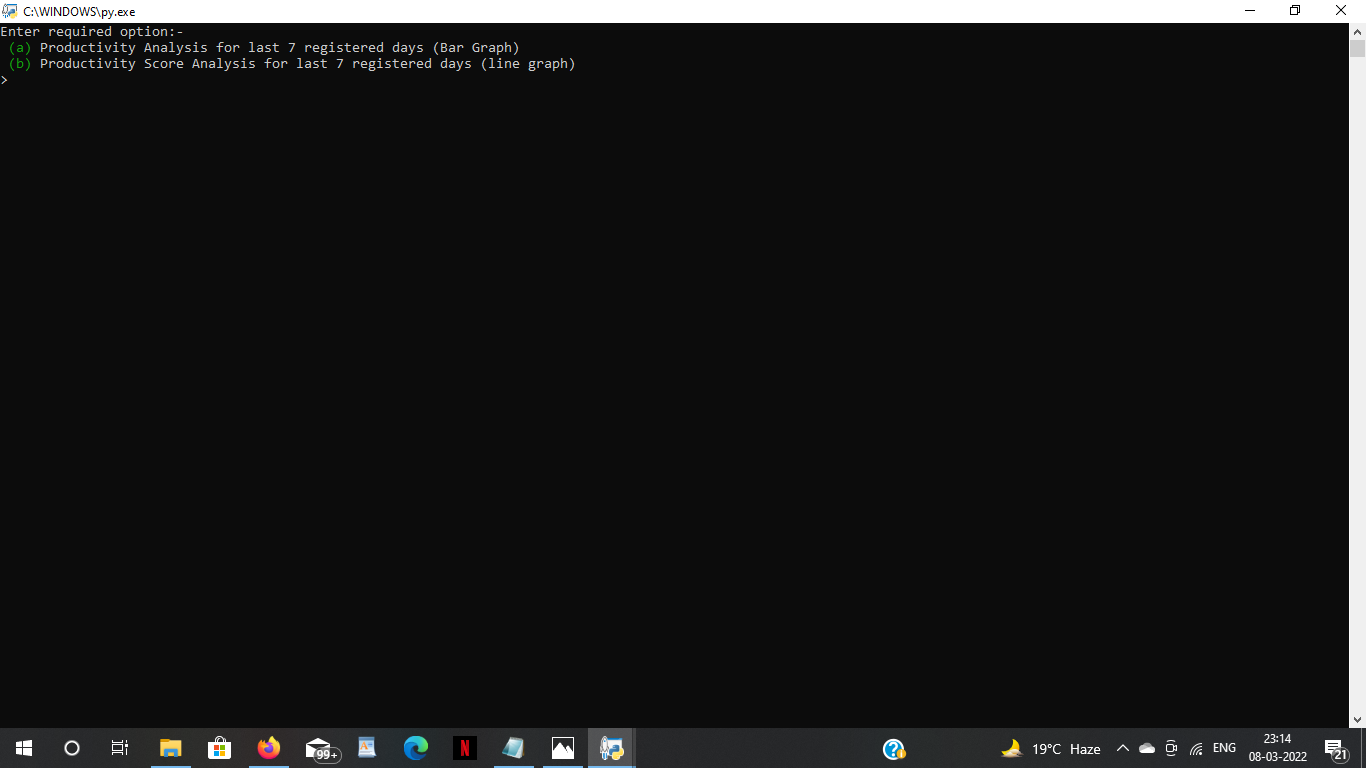 C:\WINDOWS\py.exe
Enter required option:-
(a) Productivity Analysis for last 7 registered days (Bar Graph)
(b) Productivity Score Analysis for last 7 registered days (line graph)
>
99+
N
19°C Haze
ENG
23:14
08-03-2022
21